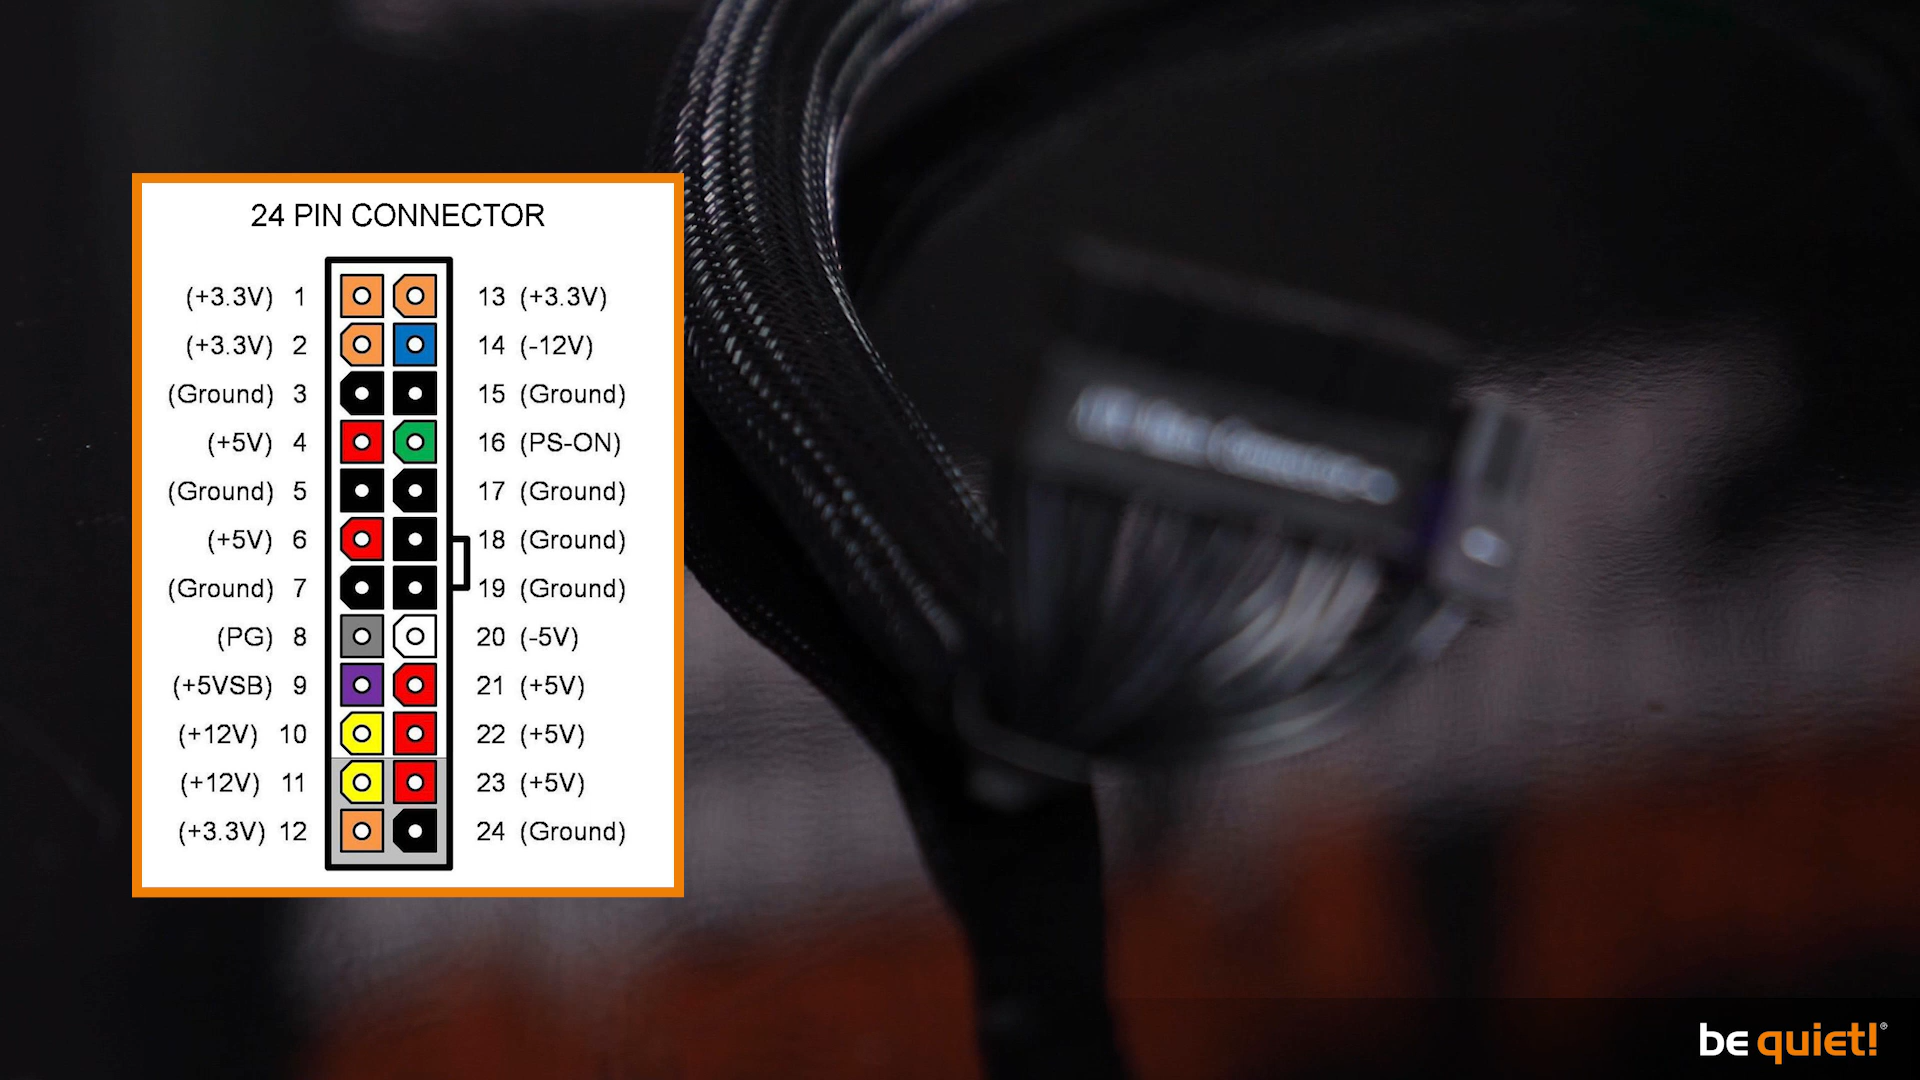 24 PIN CONNECTOR
(+3.3V) 1 13 (+3.3V)
(+3.3V) 2 14 (-12V)
(Ground) 3 15 (Ground)
(+5V) 4 16 (PS-ON)
(Ground) 5 17 (Ground)
(+5V) 6 18 (Ground)
(Ground) 7 19 (Ground)
(PG) 8 20 (-5V)
(+5VSB) 9 21 (+5V)
(+12V) 10 22 (+5V)
(+12V) 11 23 (+5V)
(+3.3V) 12 24 (Ground)
be quiet!®